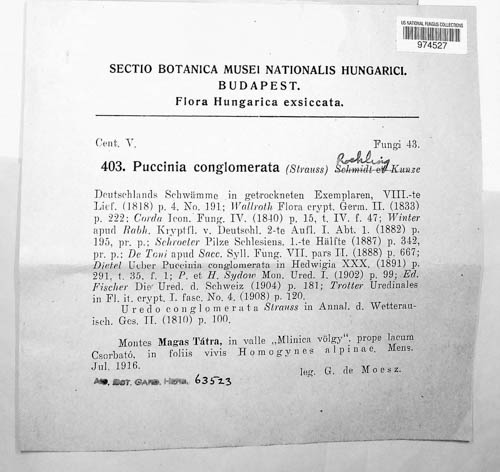 US NATIONAL FUNGUS COLLECTIONS
974527
SECTIO BOTANICA MUSEI NATIONALIS HUNGARICI.
BUDAPEST.
Flora Hungarica exsiccata.
Cent. V. Fungi 43.
Roehling
403. Puccinia conglomerata (Strauss) Schmidt et Kunze
Deutschlands Schwämme in getrockneten Exemplaren, VIII.-te
Lief. (1818) p. 4. No. 191; Wallroth Flora crypt. Germ. II. (1833)
p. 222; Corda Icon. Fung. IV. (1840) p. 15, t. IV. f. 47; Winter
apud Rabh. Kryptfl. v. Deutschl. 2-te Aufl. I. Abt. 1. (1882) p.
195, pr. p.; Schroeter Pilze Schlesiens, 1.-te Hälfte (1887) p. 342,
pr. p.; De Toni apud Sacc. Syll. Fung. VII. pars II. (1888) p. 667;
Dietel Ueber Puccinia conglomerata in Hedwigia XXX. (1891) p.
291, t. 35, f. 1; P. et H. Sydow Mon. Ured. I. (1902) p. 99; Ed.
Fischer Die Ured. d. Schweiz (1904) p. 181; Trotter Uredinales
in Fl. it. crypt. I. fasc. No. 4. (1908) p. 120.
Uredo conglomerata Strauss in Annal. d. Wetterau-
isch. Ges. II. (1810) p. 100.
Montes Magas Tátra, in valle „Mlinica völgy", prope lacum
Csorbató, in foliis vivis Homogynes alpinae. Mens.
Jul. 1916.
leg. G. de Moesz.
Mo. Bot. Gard. Herb. 63523